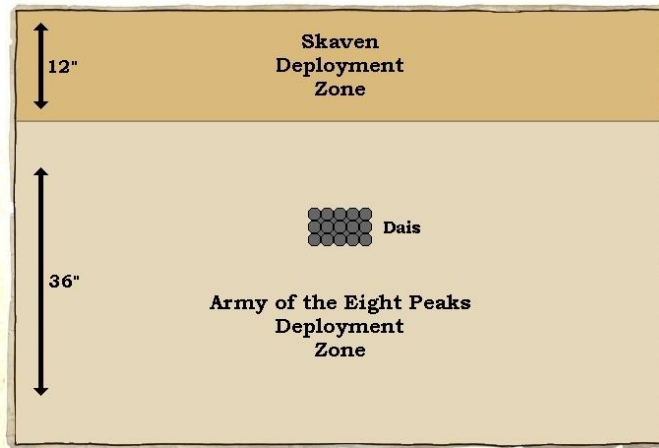 Skaven
Deployment
Zone
12"
Dais
36"
Army of the Eight Peaks
Deployment
Zone